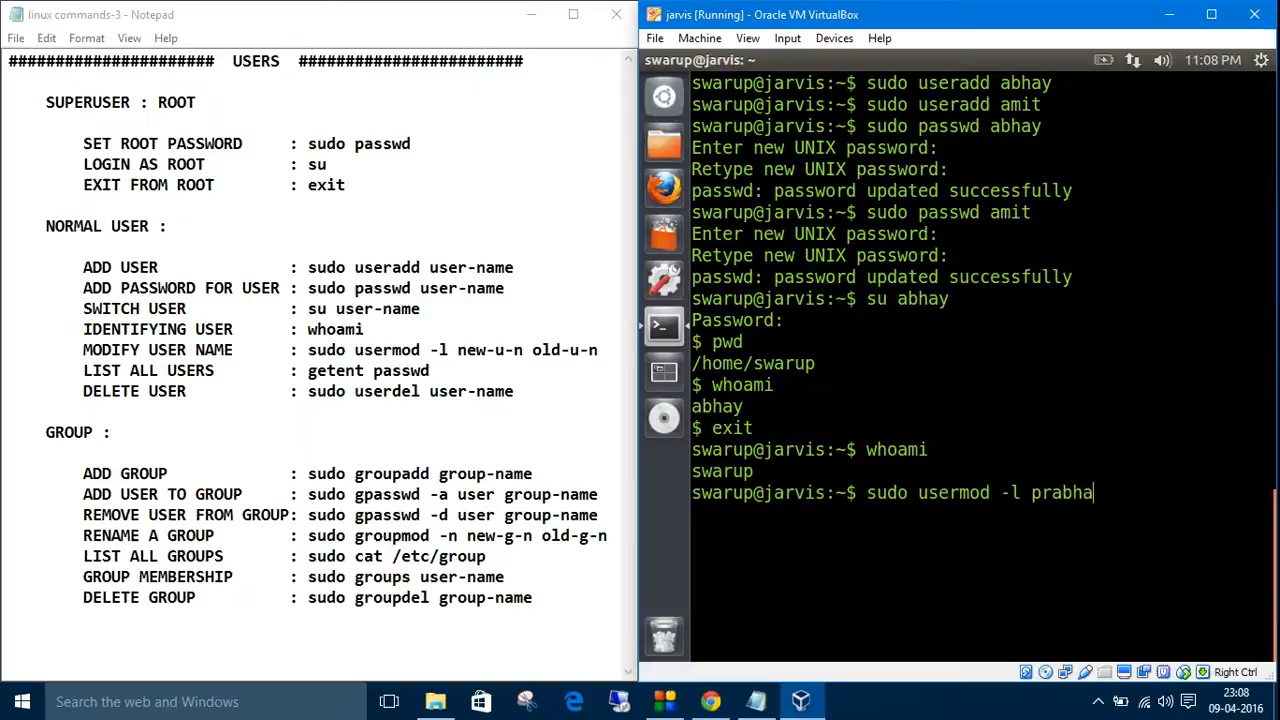 linux commands-3 - Notepad
File Edit Format View Help
###################### USERS ########################
SUPERUSER : ROOT
SET ROOT PASSWORD : sudo passwd
LOGIN AS ROOT : su
EXIT FROM ROOT : exit
NORMAL USER :
ADD USER : sudo useradd user-name
ADD PASSWORD FOR USER : sudo passwd user-name
SWITCH USER : su user-name
IDENTIFYING USER : whoami
MODIFY USER NAME : sudo usermod -l new-u-n old-u-n
LIST ALL USERS : getent passwd
DELETE USER : sudo userdel user-name
GROUP :
ADD GROUP : sudo groupadd group-name
ADD USER TO GROUP : sudo gpasswd -a user group-name
REMOVE USER FROM GROUP: sudo gpasswd -d user group-name
RENAME A GROUP : sudo groupmod -n new-g-n old-g-n
LIST ALL GROUPS : sudo cat /etc/group
GROUP MEMBERSHIP : sudo groups user-name
DELETE GROUP : sudo groupdel group-name
jarvis [Running] - Oracle VM VirtualBox
File Machine View Input Devices Help
swarup@jarvis: ~ 11:08 PM
swarup@jarvis:~$ sudo useradd abhay
swarup@jarvis:~$ sudo useradd amit
swarup@jarvis:~$ sudo passwd abhay
Enter new UNIX password:
Retype new UNIX password:
passwd: password updated successfully
swarup@jarvis:~$ sudo passwd amit
Enter new UNIX password:
Retype new UNIX password:
passwd: password updated successfully
swarup@jarvis:~$ su abhay
Password:
$ pwd
/home/swarup
$ whoami
abhay
$ exit
swarup@jarvis:~$ whoami
swarup
swarup@jarvis:~$ sudo usermod -l prabha
Right Ctrl
Search the web and Windows
23:08
09-04-2016